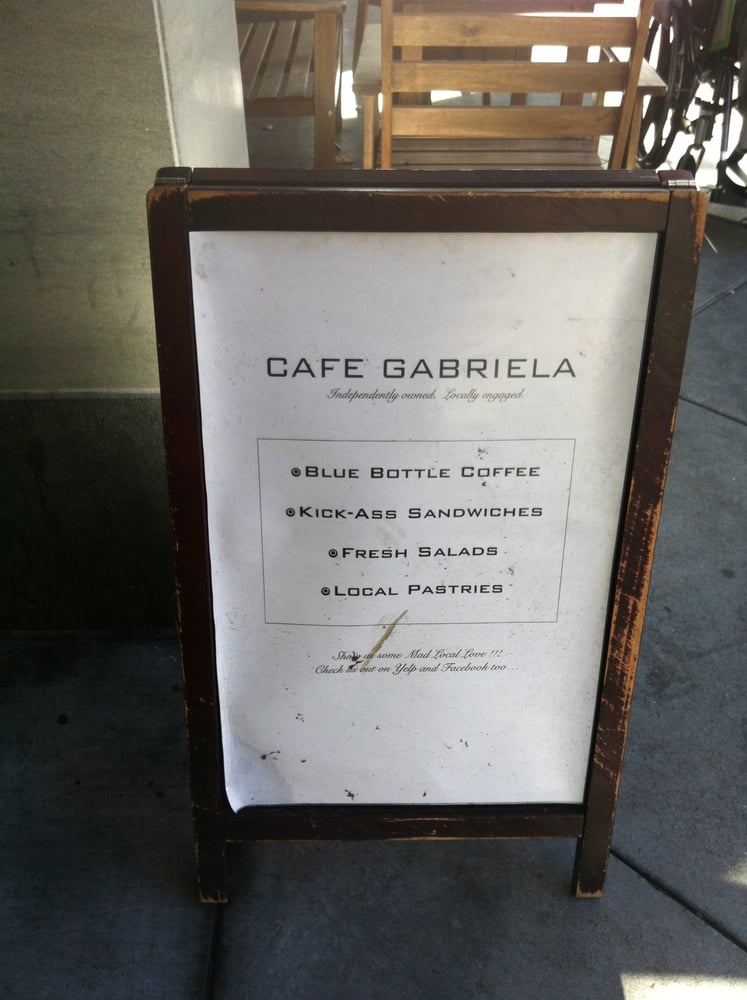 CAFE GABRIELA
Independently owned. Locally engaged.
BLUE BOTTLE COFFEE
KICK-ASS SANDWICHES
FRESH SALADS
LOCAL PASTRIES
Show us some Mad Local Love !!!
Check us out on Yelp and Facebook too...